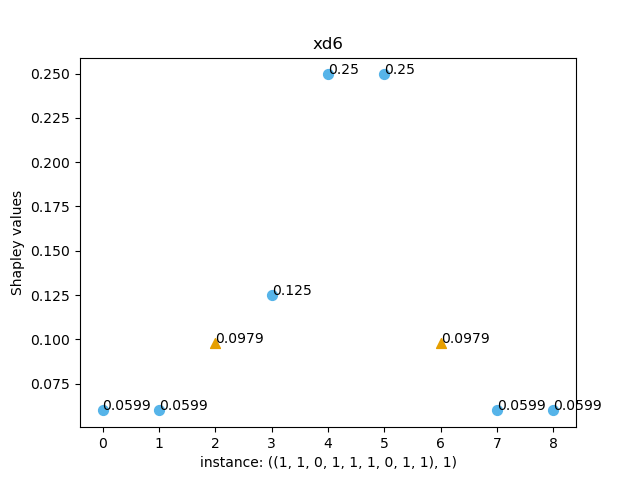 xd6
0.250
0.225
0.200
0.175
0.150
0.125
0.100
0.075
Shapley values
0.25 0.25
0.125
0.0979 0.0979
0.0599 0.0599 0.0599 0.0599
0 1 2 3 4 5 6 7 8
instance: ((1, 1, 0, 1, 1, 1, 0, 1, 1), 1)